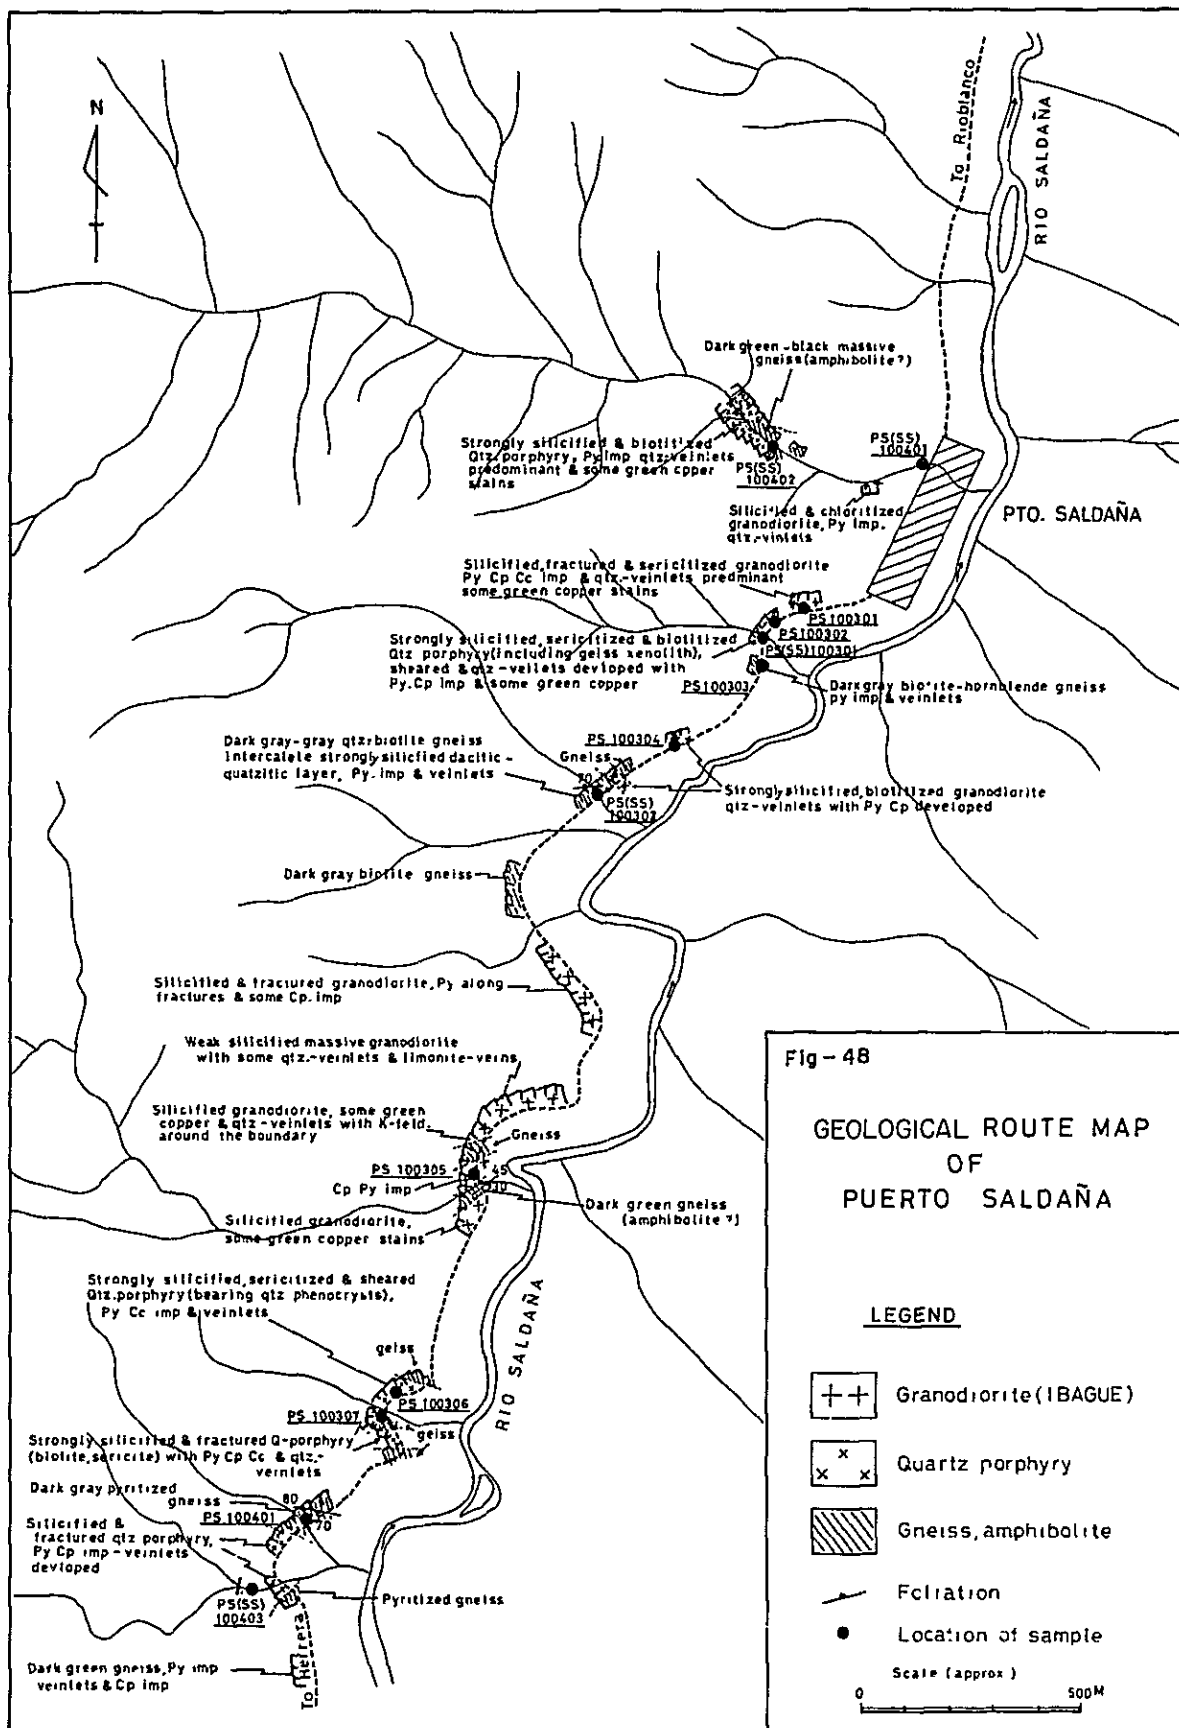 N
To Rioblanco
RIO SALDAÑA
Dark green-black massive
gneiss(amphibolite?)
Strongly silicified & biotitized
Qtz porphyry, Py Imp qtz-veinlets
predominant & some green cpper
stains
PS(SS)
100402
PS(SS)
100401
Silicified & chloritized
granodiorite, Py Imp.
qtz-vinlets
PTO. SALDAÑA
Silicified, fractured & sericitized granodiorite
Py Cp Cc Imp & qtz-veinlets predminant
some green copper stains
PS 100301
PS 100302
PS(SS)100301
Strongly silicified, sericitized & biotitized
Qtz porphyry(including geiss xenolith),
sheared & qtz-veilets devloped with
Py.Cp Imp & some green copper
PS100303
Darkgray biotite-hornblende gneiss
py imp & veinlets
PS 100304
Dark gray-gray qtz-biotite gneiss
Intercalete strongly silicified dacitic-
quatzitic layer, Py. Imp & veinlets
Gneiss
70
PS(SS)
100302
Strongly silicified, biotitized granodiorite
qtz-veinlets with Py Cp developed
Dark gray biotite gneiss
Silicified & fractured granodiorite, Py along
fractures & some Cp. imp
Weak silicified massive granodiorite
with some qtz-veinlets & limonite-veins
Silicified granodiorite, some green
copper & qtz-veinlets with K-feld.
around the boundary
Gneiss
PS 100305
45
Cp Py imp
Dark green gneiss
(amphibolite ?)
Silicified granodiorite,
some green copper stains
Strongly silicified, sericitized & sheared
Qtz.porphyry(bearing qtz phenocrysts),
Py Cc imp & veinlets
geiss
RIO SALDAÑA
PS 100306
PS 100307
geiss
Strongly silicified & fractured Q-porphyry
(biotite, sericite) with Py Cp Cc & qtz.-
veinlets
Dark gray pyritized
gneiss
80
PS 100401
70
Silicified &
fractured qtz porphyry,
Py Cp imp-veinlets
devloped
PS(SS)
100403
Pyritized gneiss
Dark green gneiss, Py imp
veinlets & Cp imp
To Herrera
Fig-48
GEOLOGICAL ROUTE MAP
OF
PUERTO SALDAÑA
LEGEND
Granodiorite(IBAGUE)
Quartz porphyry
Gneiss, amphibolite
Foliation
Location of sample
Scale (approx)
0 500M